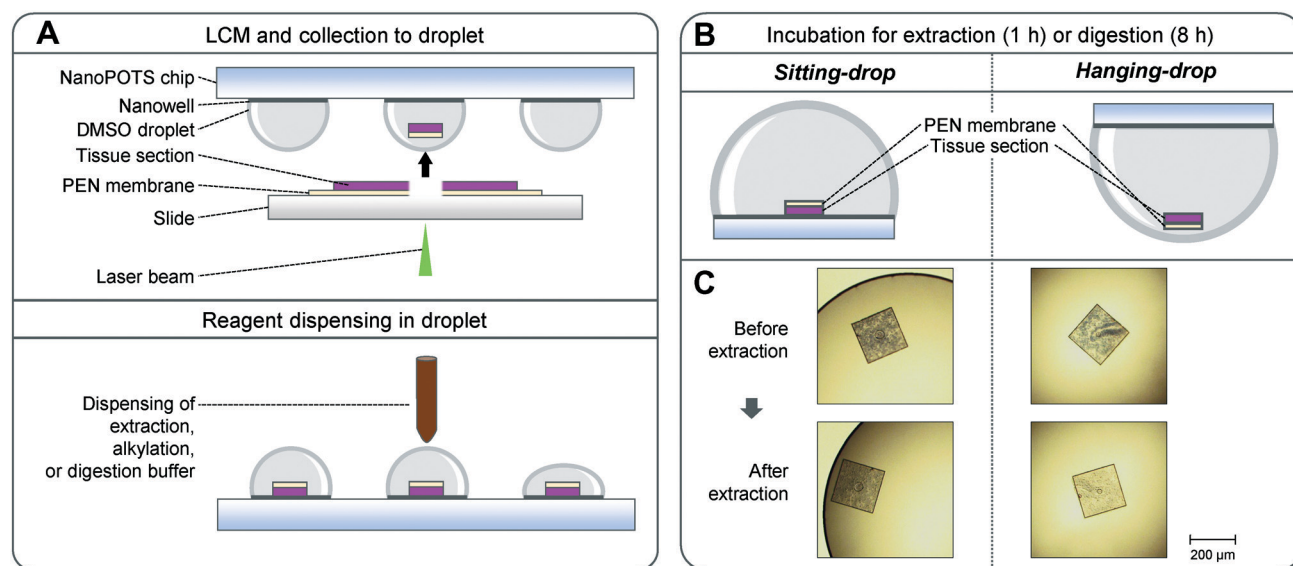 A
LCM and collection to droplet
NanoPOTS chip
Nanowell
DMSO droplet
Tissue section
PEN membrane
Slide
Laser beam
Reagent dispensing in droplet
Dispensing of
extraction,
alkylation,
or digestion buffer
B
Incubation for extraction (1 h) or digestion (8 h)
Sitting-drop
Hanging-drop
PEN membrane
Tissue section
C
Before
extraction
After
extraction
200 µm